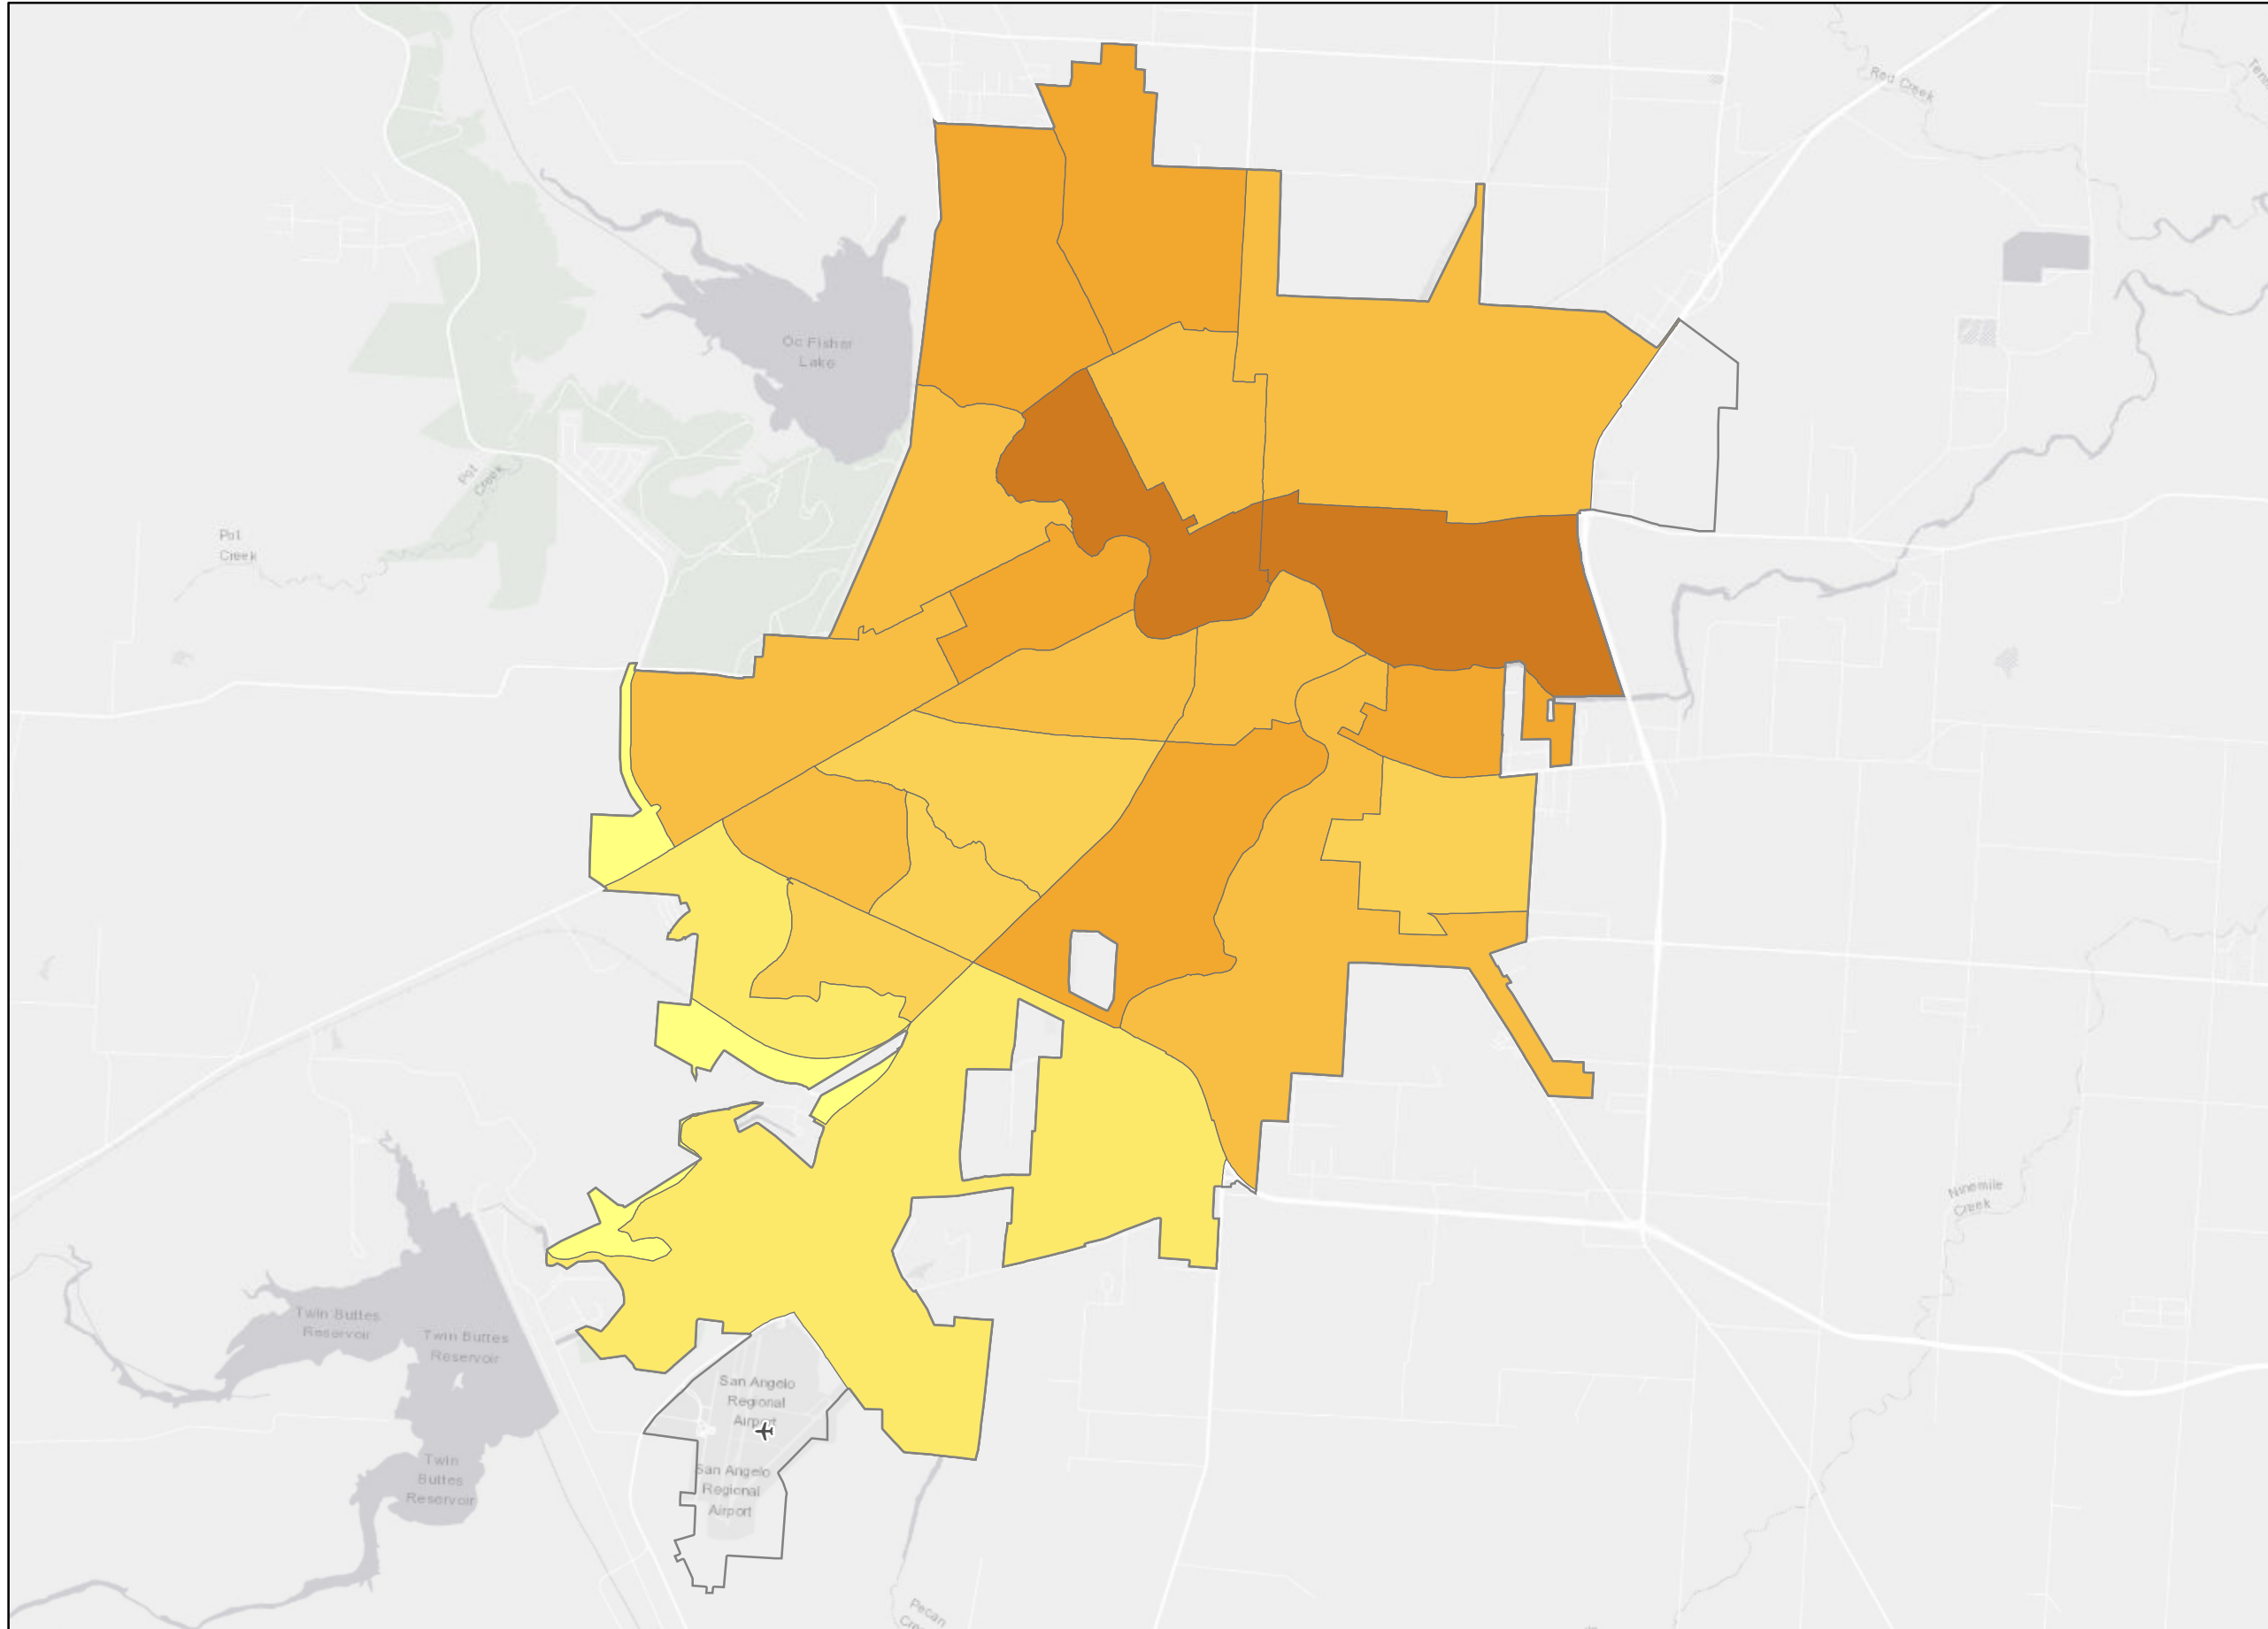 Red Creek
Oc Fisher
Lake
Pot
Creek
Pot
Creek
Ninemile
Creek
Twin Buttes
Reservoir
Twin Buttes
Reservoir
San Angelo
Regional
Airport
Twin
Buttes
Reservoir
San Angelo
Regional
Airport
Pecan